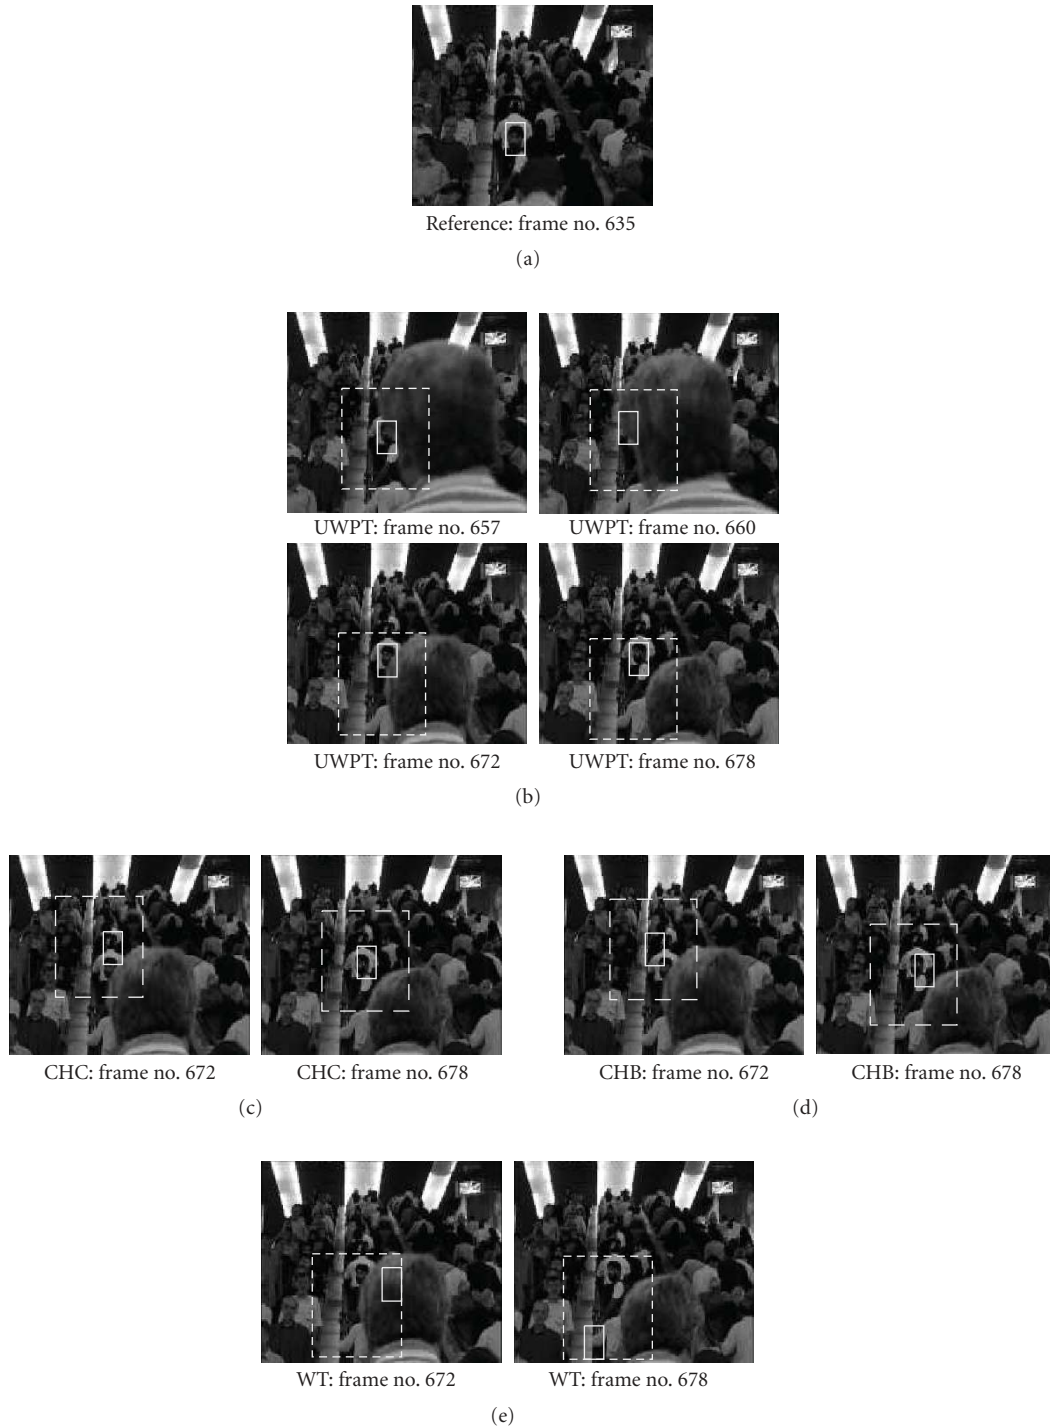 Reference: frame no. 635
(a)
UWPT: frame no. 657
UWPT: frame no. 660
UWPT: frame no. 672
UWPT: frame no. 678
(b)
CHC: frame no. 672
CHC: frame no. 678
CHB: frame no. 672
CHB: frame no. 678
(c)
(d)
WT: frame no. 672
WT: frame no. 678
(e)